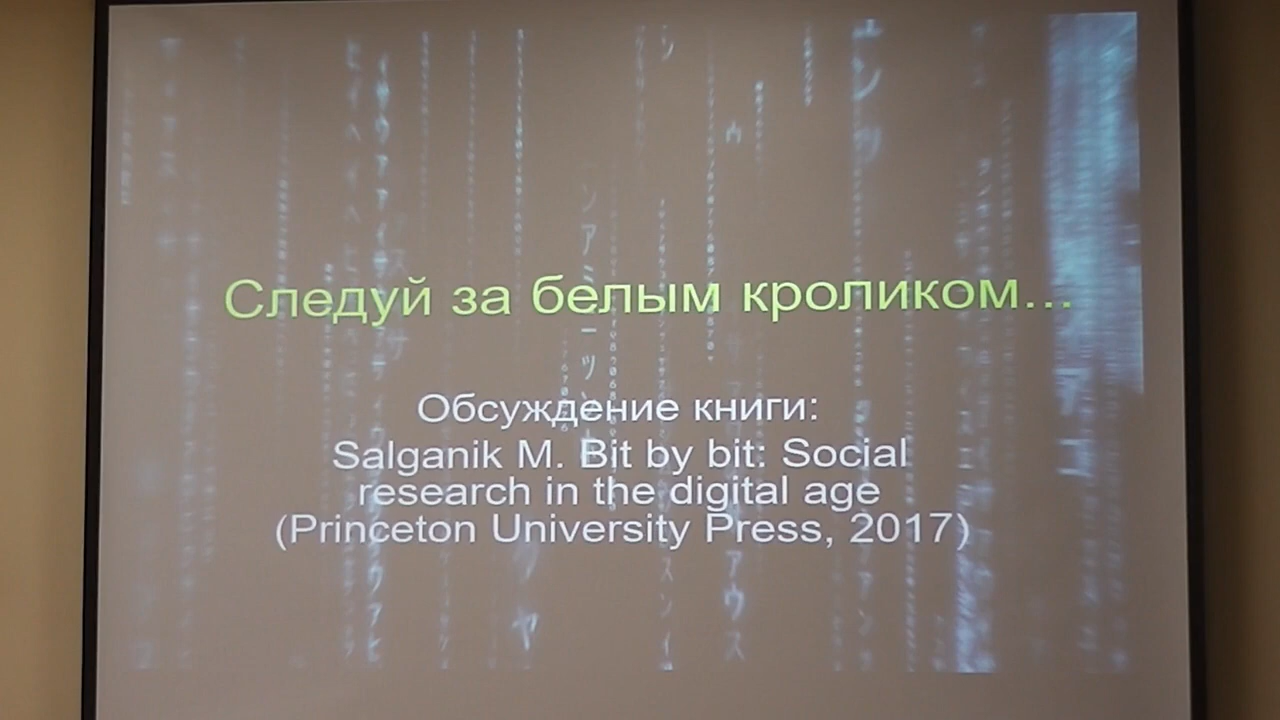 Следуй за белым кроликом...
Обсуждение книги:
Salganik M. Bit by bit: Social
research in the digital age
(Princeton University Press, 2017)